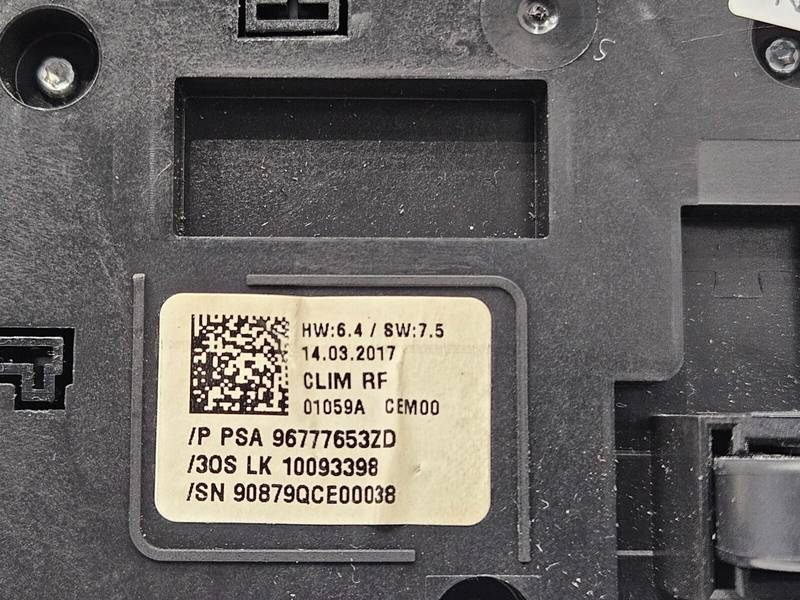 HW:6.4 / SW:7.5
14.03.2017
CLIM RF
01059A CEM00
/P PSA 96777653ZD
/3OS LK 10093398
/SN 90879QCE00038